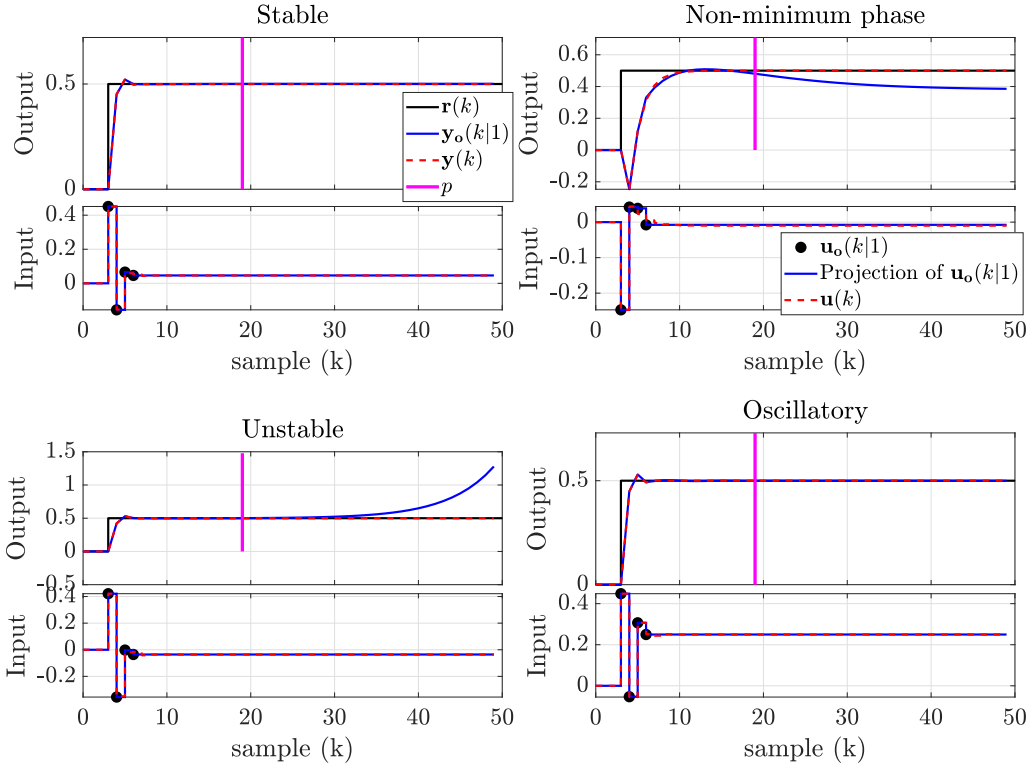 Stable
Output
0.5
0
r(k)
y_o(k|1)
y(k)
p
Input
0.4
0.2
0
0 10 20 30 40 50
sample (k)
Non-minimum phase
Output
0.6
0.4
0.2
0
-0.2
Input
0
-0.1
-0.2
u_o(k|1)
Projection of u_o(k|1)
u(k)
0 10 20 30 40 50
sample (k)
Unstable
Output
1.5
1
0.5
0
-0.5
Input
0.4
0.2
0
-0.2
0 10 20 30 40 50
sample (k)
Oscillatory
Output
0.5
0
Input
0.4
0.2
0
0 10 20 30 40 50
sample (k)